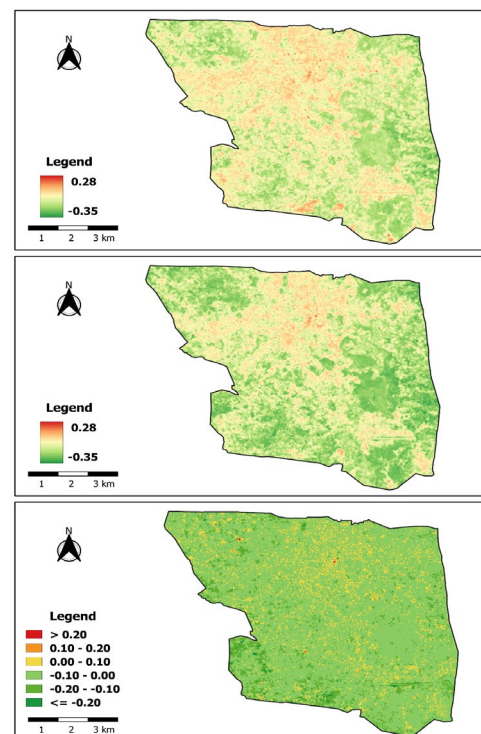 N
Legend
0.28
-0.35
1 2 3 km
N
Legend
0.28
-0.35
1 2 3 km
N
Legend
> 0.20
0.10 - 0.20
0.00 - 0.10
-0.10 - 0.00
-0.20 - -0.10
<= -0.20
1 2 3 km